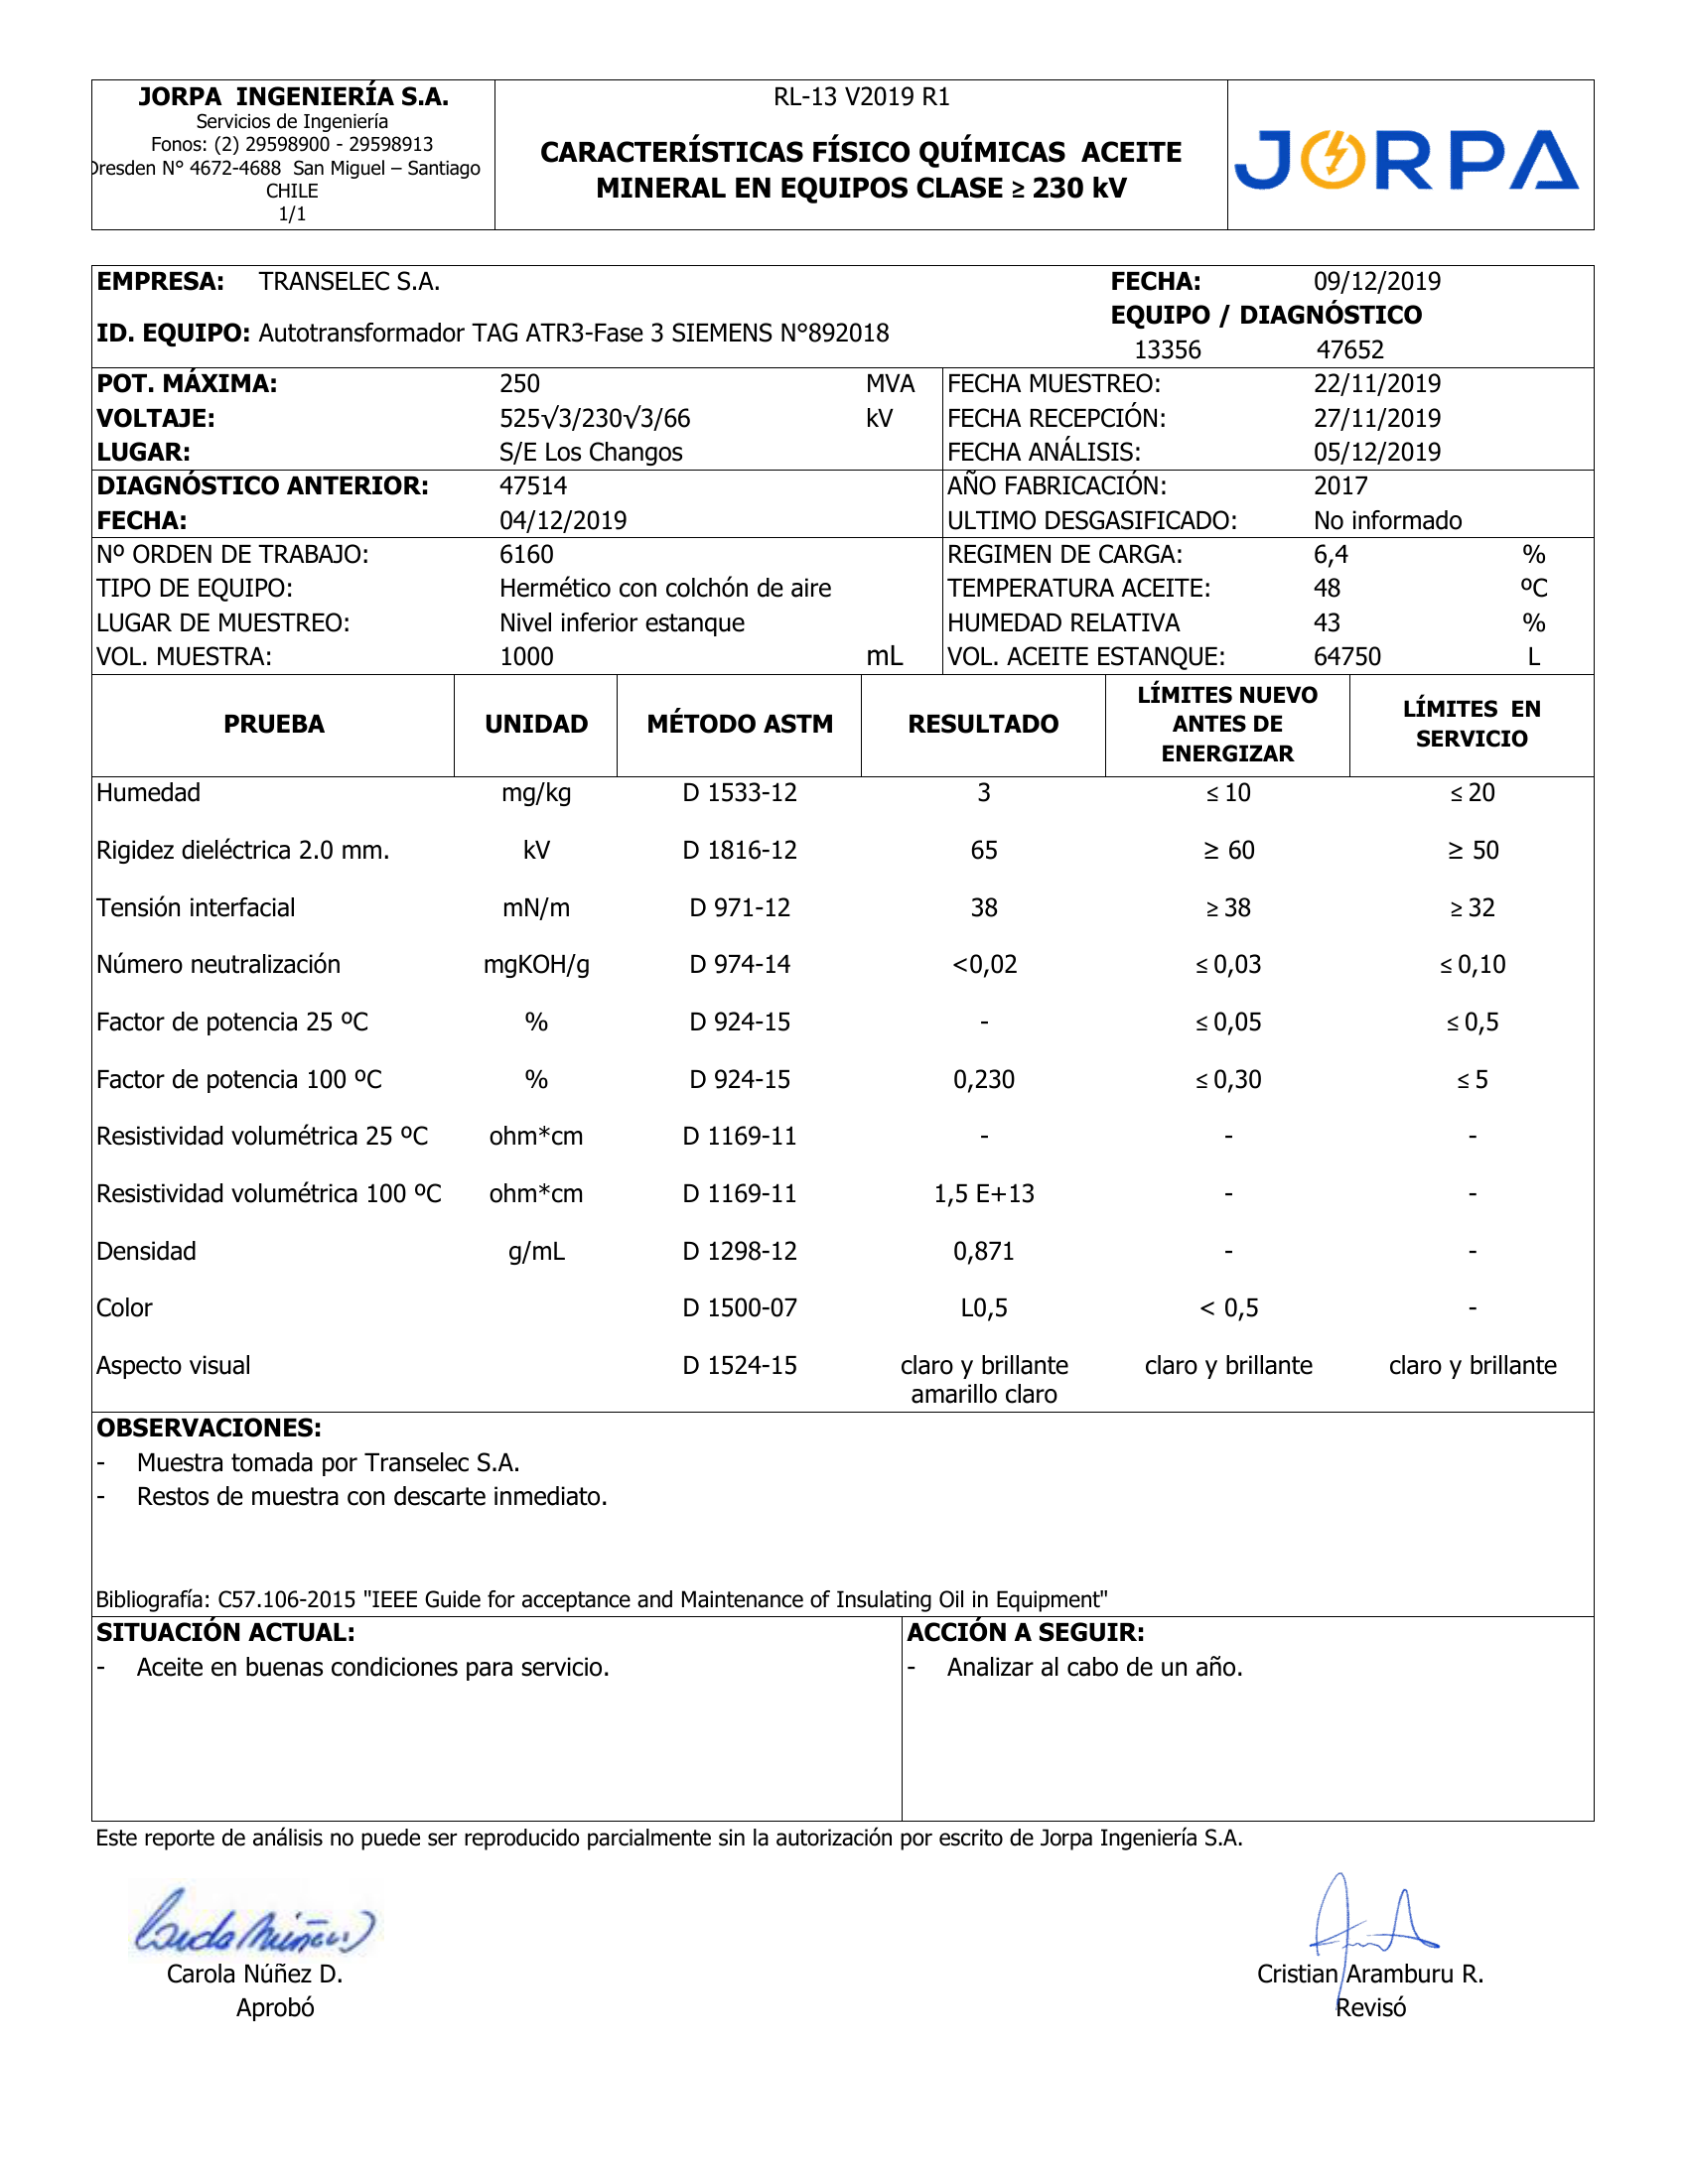 JORPA  INGENIERÍA S.A.
Servicios de Ingeniería
Fonos: (2) 29598900 - 29598913
Dresden N° 4672-4688  San Miguel – Santiago
CHILE
1/1
RL-13 V2019 R1
CARACTERÍSTICAS FÍSICO QUÍMICAS  ACEITE
MINERAL EN EQUIPOS CLASE ≥ 230 kV
JORPA
EMPRESA: TRANSELEC S.A. FECHA: 09/12/2019
EQUIPO / DIAGNÓSTICO
ID. EQUIPO: Autotransformador TAG ATR3-Fase 3 SIEMENS N°892018
13356 47652
POT. MÁXIMA: 250 MVA FECHA MUESTREO: 22/11/2019
VOLTAJE: 525√3/230√3/66 kV FECHA RECEPCIÓN: 27/11/2019
LUGAR: S/E Los Changos FECHA ANÁLISIS: 05/12/2019
DIAGNÓSTICO ANTERIOR: 47514 AÑO FABRICACIÓN: 2017
FECHA: 04/12/2019 ULTIMO DESGASIFICADO: No informado
Nº ORDEN DE TRABAJO: 6160 REGIMEN DE CARGA: 6,4 %
TIPO DE EQUIPO: Hermético con colchón de aire TEMPERATURA ACEITE: 48 ºC
LUGAR DE MUESTREO: Nivel inferior estanque HUMEDAD RELATIVA 43 %
VOL. MUESTRA: 1000 mL VOL. ACEITE ESTANQUE: 64750 L
PRUEBA UNIDAD MÉTODO ASTM RESULTADO LÍMITES NUEVO ANTES DE ENERGIZAR LÍMITES  EN SERVICIO
Humedad mg/kg D 1533-12 3 ≤ 10 ≤ 20
Rigidez dieléctrica 2.0 mm. kV D 1816-12 65 ≥ 60 ≥ 50
Tensión interfacial mN/m D 971-12 38 ≥ 38 ≥ 32
Número neutralización mgKOH/g D 974-14 <0,02 ≤ 0,03 ≤ 0,10
Factor de potencia 25 ºC % D 924-15 - ≤ 0,05 ≤ 0,5
Factor de potencia 100 ºC % D 924-15 0,230 ≤ 0,30 ≤ 5
Resistividad volumétrica 25 ºC ohm*cm D 1169-11 - - -
Resistividad volumétrica 100 ºC ohm*cm D 1169-11 1,5 E+13 - -
Densidad g/mL D 1298-12 0,871 - -
Color D 1500-07 L0,5 < 0,5 -
Aspecto visual D 1524-15 claro y brillante claro y brillante claro y brillante
amarillo claro
OBSERVACIONES:
- Muestra tomada por Transelec S.A.
- Restos de muestra con descarte inmediato.
Bibliografía: C57.106-2015 "IEEE Guide for acceptance and Maintenance of Insulating Oil in Equipment"
SITUACIÓN ACTUAL: ACCIÓN A SEGUIR:
- Aceite en buenas condiciones para servicio. - Analizar al cabo de un año.
Este reporte de análisis no puede ser reproducido parcialmente sin la autorización por escrito de Jorpa Ingeniería S.A.
Carola Núñez D. Cristian Aramburu R.
Aprobó Revisó